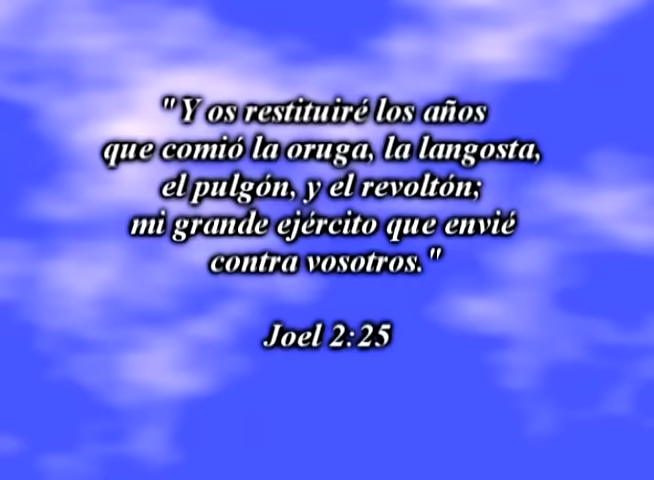 "Y os restituiré los años
que comió la oruga, la langosta,
el pulgón, y el revoltón;
mi grande ejército que envié
contra vosotros."
Joel 2:25